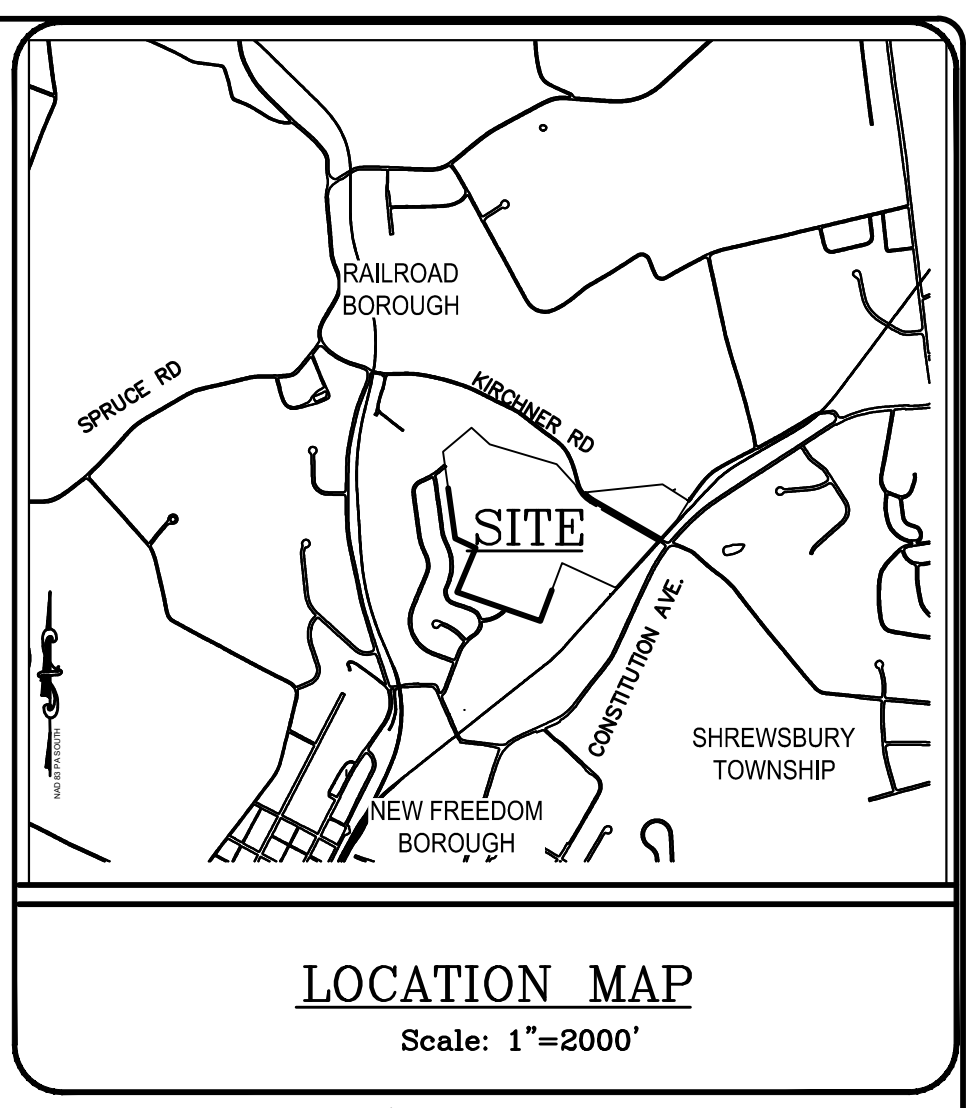 RAILROAD
BOROUGH
SPRUCE RD
KIRCHNER RD
SITE
CONSTITUTION AVE.
SHREWSBURY
TOWNSHIP
NAD 83 PA SOUTH
NEW FREEDOM
BOROUGH
LOCATION MAP
Scale: 1"=2000'